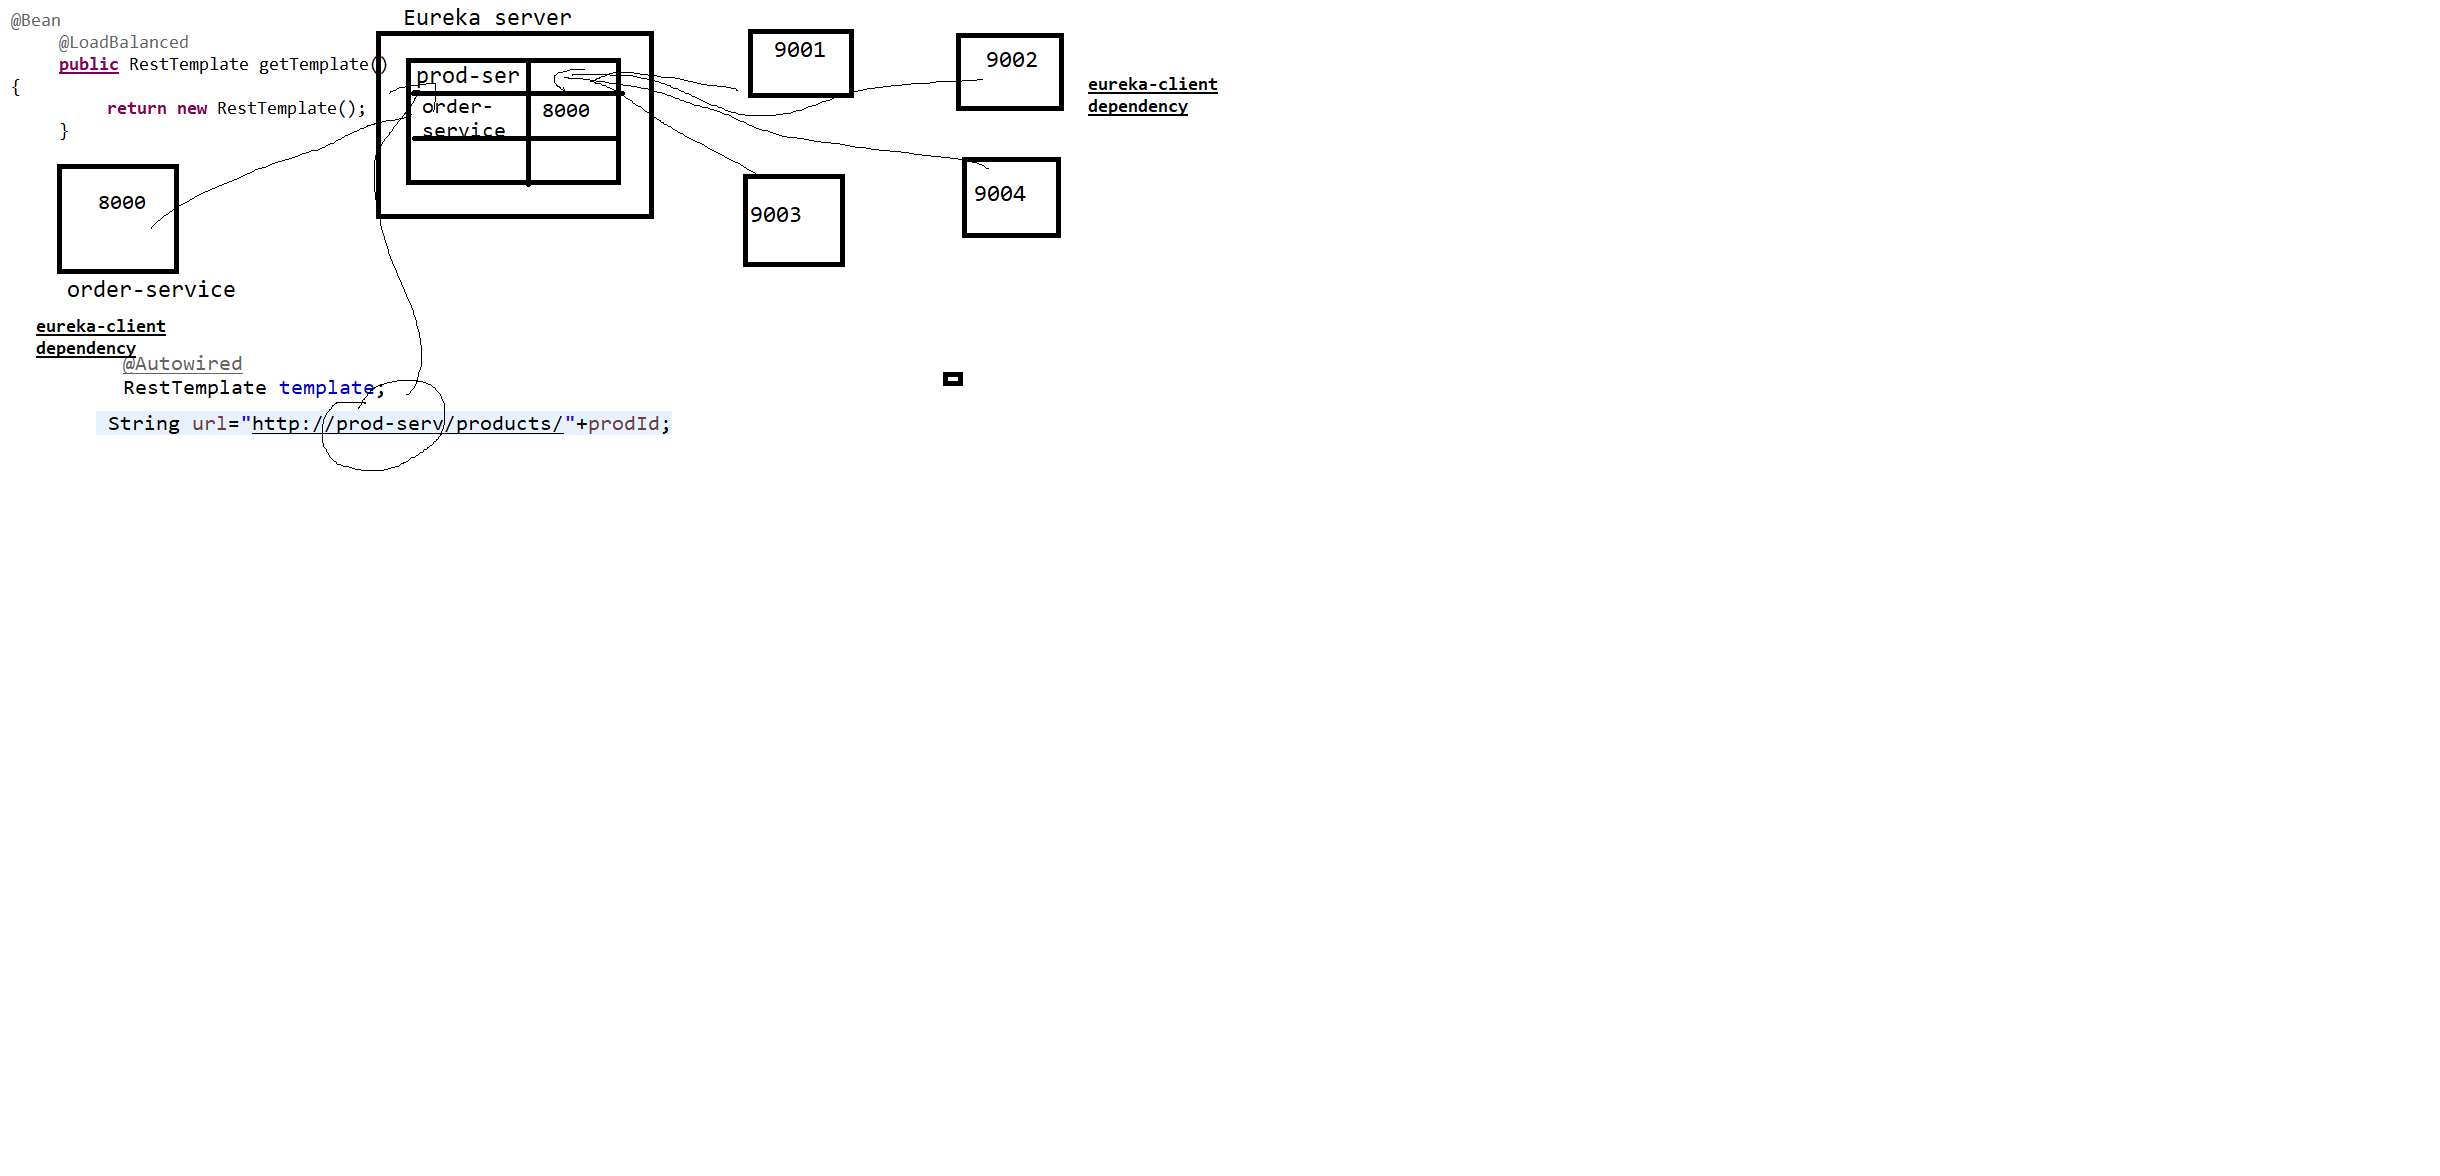 @Bean
@LoadBalanced
public RestTemplate getTemplate()
{
return new RestTemplate();
}
Eureka server
prod-ser
order-
service
8000
9001
9002
9003
9004
eureka-client
dependency
8000
order-service
eureka-client
dependency
@Autowired
RestTemplate template;
String url="http://prod-serv/products/"+prodId;